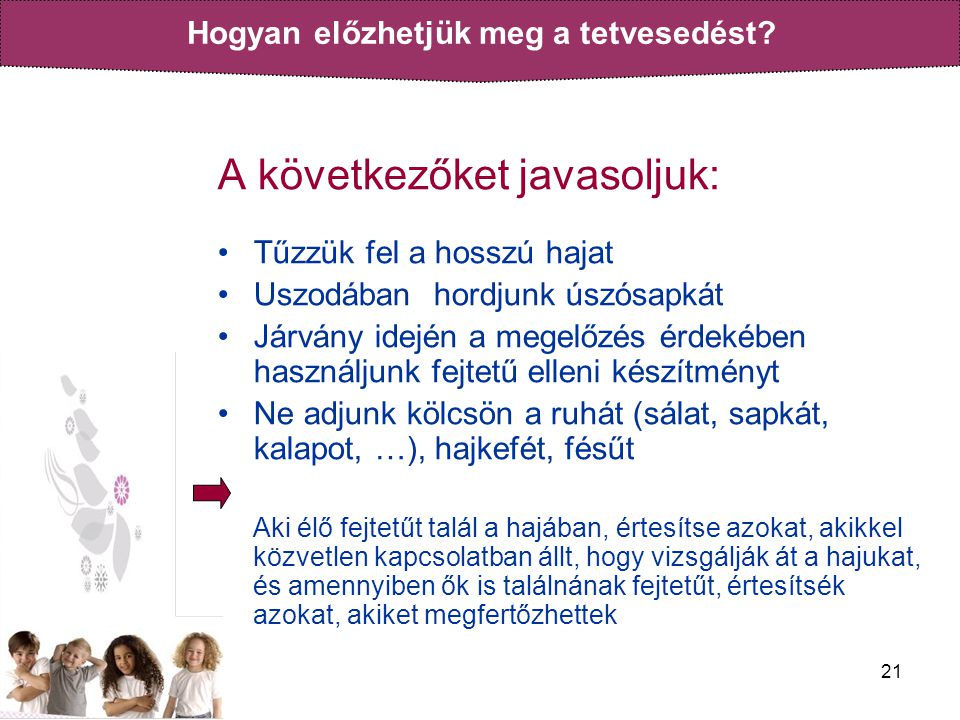 Hogyan előzhetjük meg a tetvesedést?
A következőket javasoljuk:
• Tűzzük fel a hosszú hajat
• Uszodában hordjunk úszósapkát
• Járvány idején a megelőzés érdekében
használjunk fejtetű elleni készítményt
• Ne adjunk kölcsön a ruhát (sálat, sapkát,
kalapot, …), hajkefét, fésűt
Aki élő fejtetűt talál a hajában, értesítse azokat, akikkel
közvetlen kapcsolatban állt, hogy vizsgálják át a hajukat,
és amennyiben ők is találnának fejtetűt, értesítsék
azokat, akiket megfertőzhettek
21